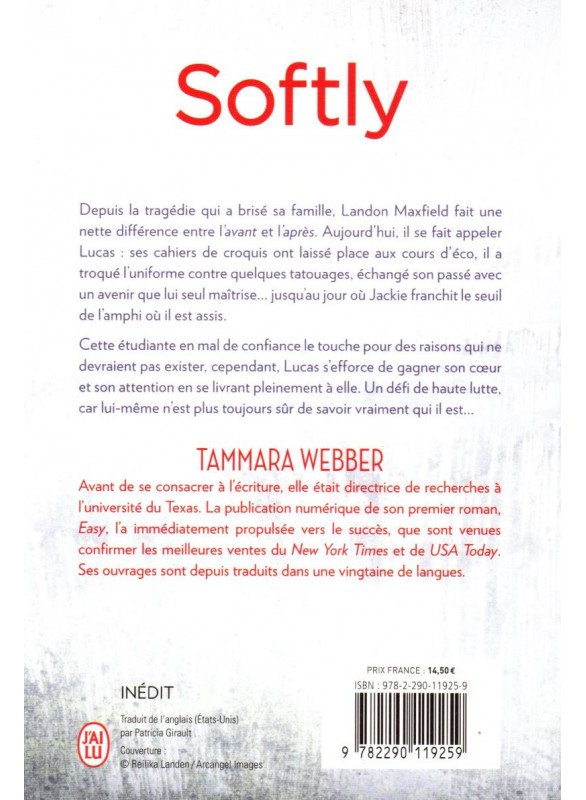 Softly
Depuis la tragédie qui a brisé sa famille, Landon Maxfield fait une
nette différence entre l'avant et l'après. Aujourd'hui, il se fait appeler
Lucas : ses cahiers de croquis ont laissé place aux cours d'éco, il a
troqué l'uniforme contre quelques tatouages, échangé son passé avec
un avenir que lui seul maîtrise... jusqu'au jour où Jackie franchit le seuil
de l'amphi où il est assis.
Cette étudiante en mal de confiance le touche pour des raisons qui ne
devraient pas exister, cependant, Lucas s'efforce de gagner son cœur
et son attention en se livrant pleinement à elle. Un défi de haute lutte,
car lui-même n'est plus toujours sûr de savoir vraiment qui il est...
TAMMARA WEBBER
Avant de se consacrer à l'écriture, elle était directrice de recherches à
l'université du Texas. La publication numérique de son premier roman,
Easy, l'a immédiatement propulsée vers le succès, que sont venues
confirmer les meilleures ventes du New York Times et de USA Today.
Ses ouvrages sont depuis traduits dans une vingtaine de langues.
PRIX FRANCE : 14,50 €
ISBN : 978-2-290-11925-9
9 782290 119259
INÉDIT
J'AI
LU
Traduit de l'anglais (États-Unis)
par Patricia Girault
Couverture :
© Reilika Landen / Arcangel Images